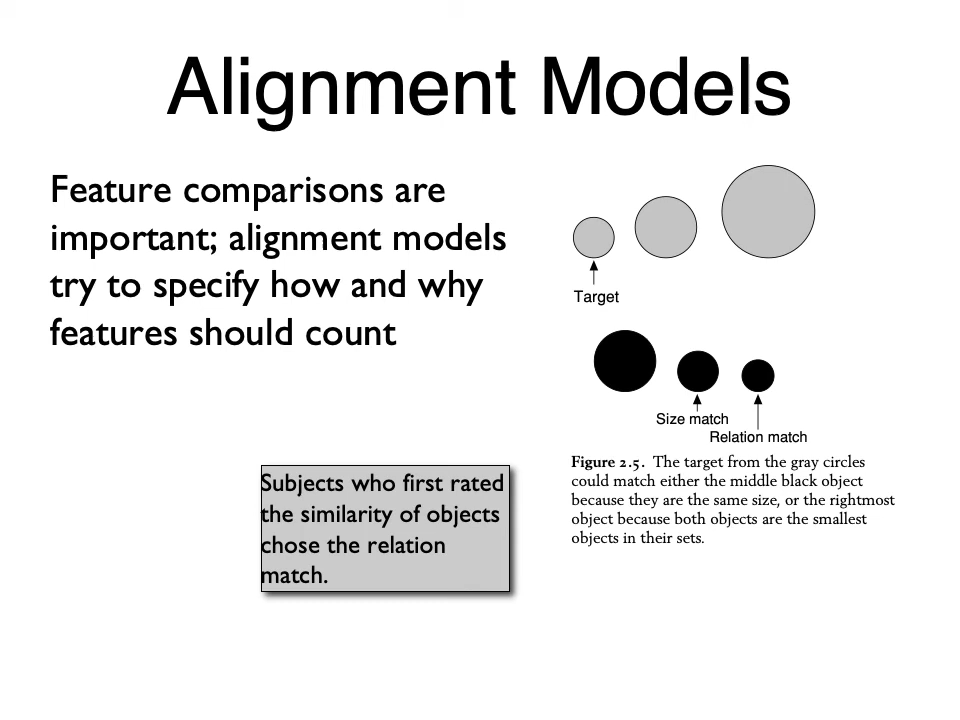 Alignment Models
Feature comparisons are
important; alignment models
try to specify how and why
features should count
Target
Size match
Relation match
Figure 2.5. The target from the gray circles
could match either the middle black object
because they are the same size, or the rightmost
object because both objects are the smallest
objects in their sets.
Subjects who first rated
the similarity of objects
chose the relation
match.